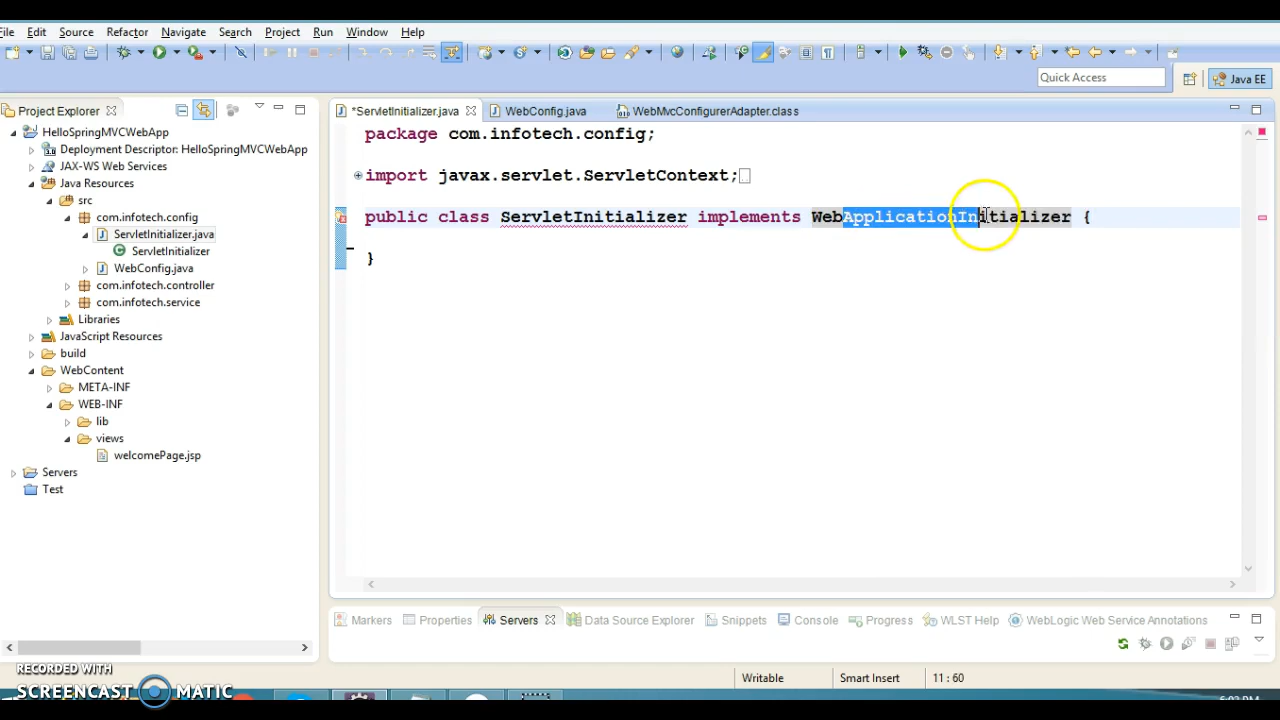 File Edit Source Refactor Navigate Search Project Run Window Help
Quick Access
Java EE
Project Explorer
*ServletInitializer.java WebConfig.java WebMvcConfigurerAdapter.class
HelloSpringMVCWebApp
Deployment Descriptor: HelloSpringMVCWebApp
JAX-WS Web Services
Java Resources
src
com.infotech.config
ServletInitializer.java
ServletInitializer
WebConfig.java
com.infotech.controller
com.infotech.service
Libraries
JavaScript Resources
build
WebContent
META-INF
WEB-INF
lib
views
welcomePage.jsp
Servers
Test
package com.infotech.config;
import javax.servlet.ServletContext;
public class ServletInitializer implements WebApplicationInitializer {
}
Markers Properties Servers Data Source Explorer Snippets Console Progress WLST Help WebLogic Web Service Annotations
Writable Smart Insert 11 : 60
RECORDED WITH
SCREENCAST MATIC